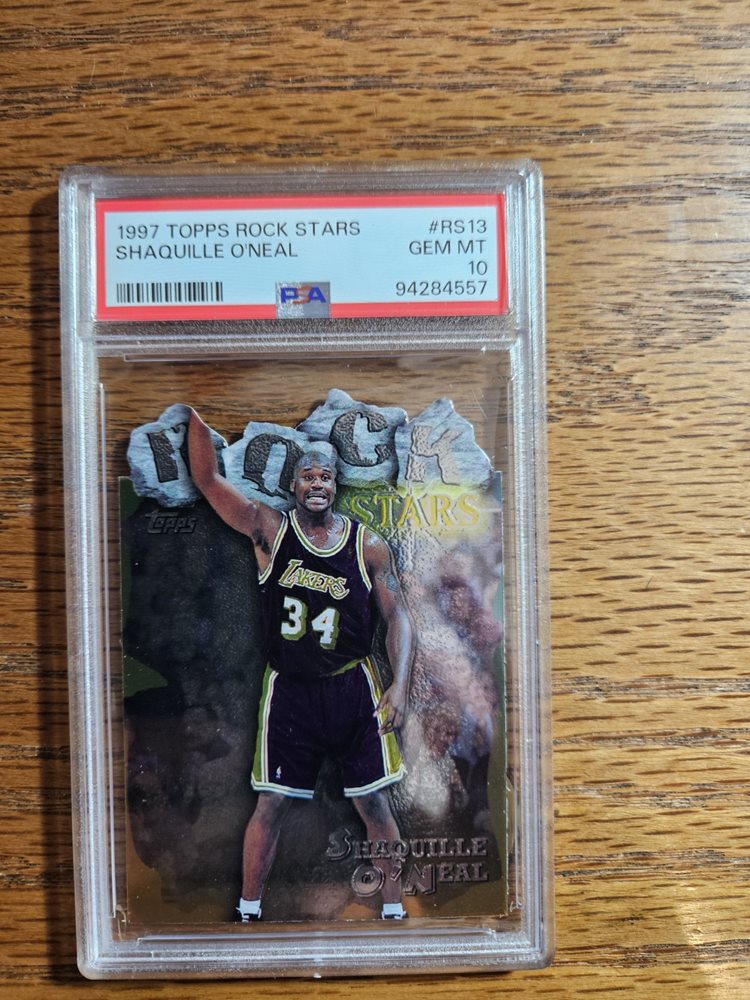 1997 TOPPS ROCK STARS #RS13
SHAQUILLE O'NEAL GEM MT
10
PSA 94284557
ROCK
STARS
Topps
LAKERS
34
SHAQUILLE
O'NEAL